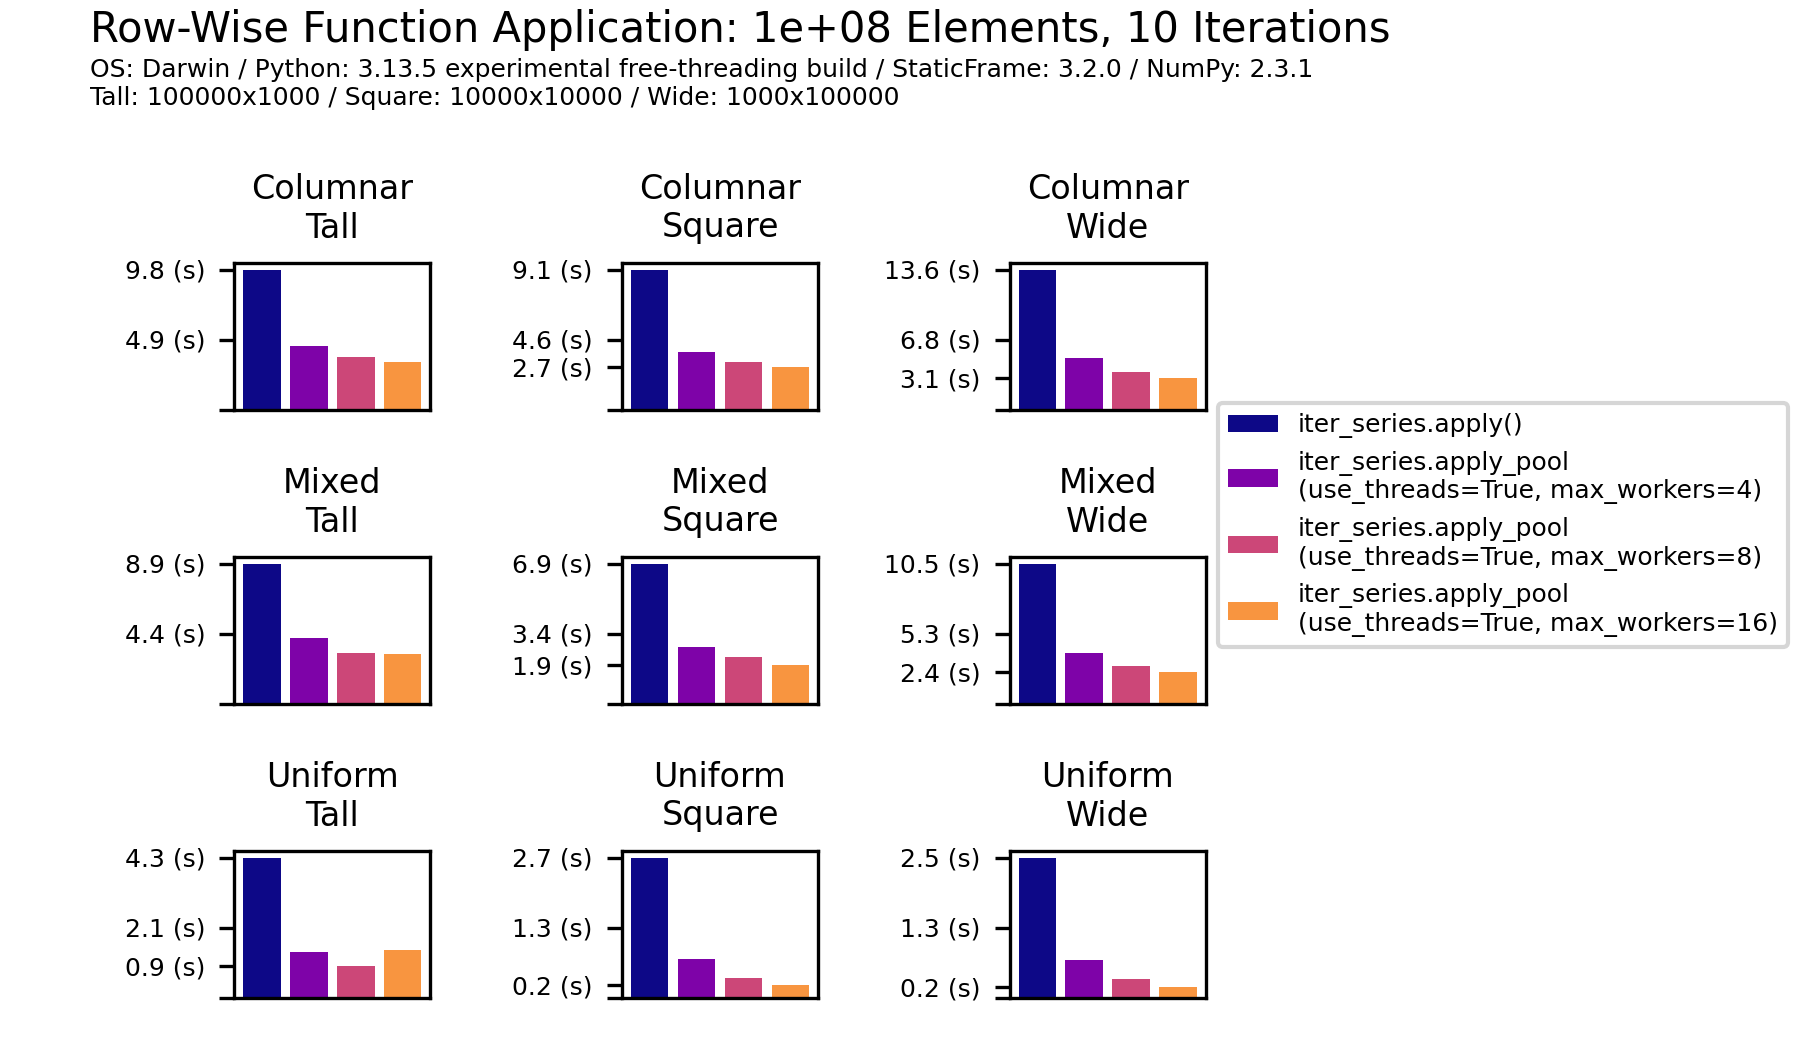 Row-Wise Function Application: 1e+08 Elements, 10 Iterations
OS: Darwin / Python: 3.13.5 experimental free-threading build / StaticFrame: 3.2.0 / NumPy: 2.3.1
Tall: 100000x1000 / Square: 10000x10000 / Wide: 1000x100000
Columnar
Tall
9.8 (s)
4.9 (s)
Columnar
Square
9.1 (s)
4.6 (s)
2.7 (s)
Columnar
Wide
13.6 (s)
6.8 (s)
3.1 (s)
Mixed
Tall
8.9 (s)
4.4 (s)
Mixed
Square
6.9 (s)
3.4 (s)
1.9 (s)
Mixed
Wide
10.5 (s)
5.3 (s)
2.4 (s)
Uniform
Tall
4.3 (s)
2.1 (s)
0.9 (s)
Uniform
Square
2.7 (s)
1.3 (s)
0.2 (s)
Uniform
Wide
2.5 (s)
1.3 (s)
0.2 (s)
iter_series.apply()
iter_series.apply_pool
(use_threads=True, max_workers=4)
iter_series.apply_pool
(use_threads=True, max_workers=8)
iter_series.apply_pool
(use_threads=True, max_workers=16)